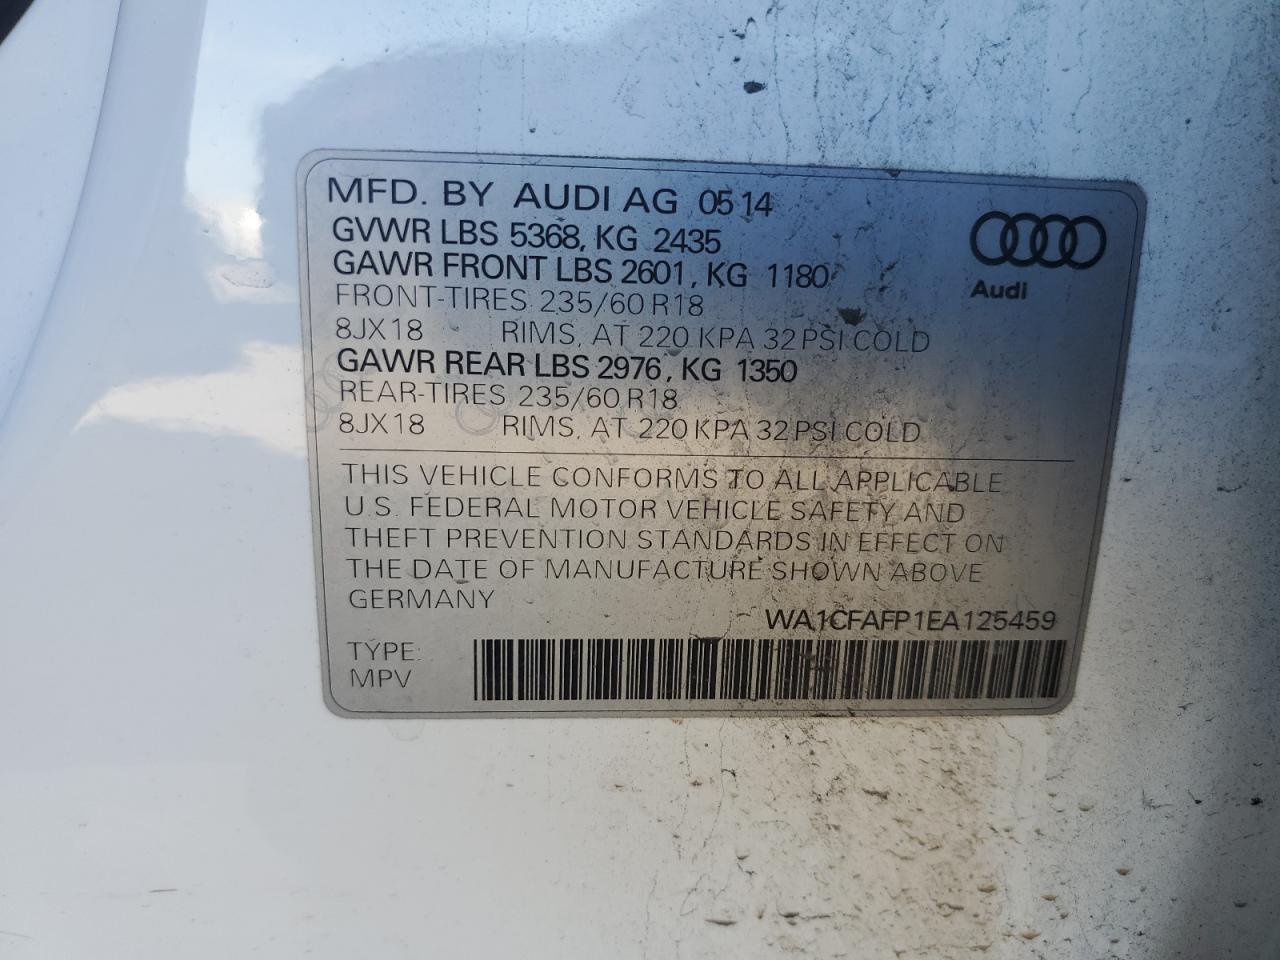 MFD. BY AUDI AG 05 14
GVWR LBS 5368, KG 2435
GAWR FRONT LBS 2601, KG 1180
FRONT-TIRES 235/60 R18
8JX18 RIMS, AT 220 KPA 32 PSI COLD
GAWR REAR LBS 2976, KG 1350
REAR-TIRES 235/60 R18
8JX18 RIMS, AT 220 KPA 32 PSI COLD
Audi
THIS VEHICLE CONFORMS TO ALL APPLICABLE
U.S. FEDERAL MOTOR VEHICLE SAFETY AND
THEFT PREVENTION STANDARDS IN EFFECT ON
THE DATE OF MANUFACTURE SHOWN ABOVE
GERMANY
WA1CFAFP1EA125459
TYPE:
MPV